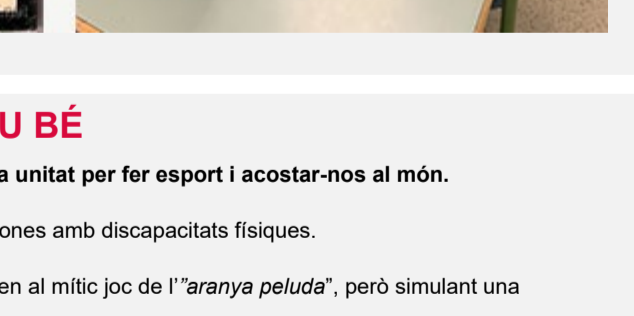 U BÉ
a unitat per fer esport i acostar-nos al món.
ones amb discapacitats físiques.
en al mític joc de l’”aranya peluda”, però simulant una